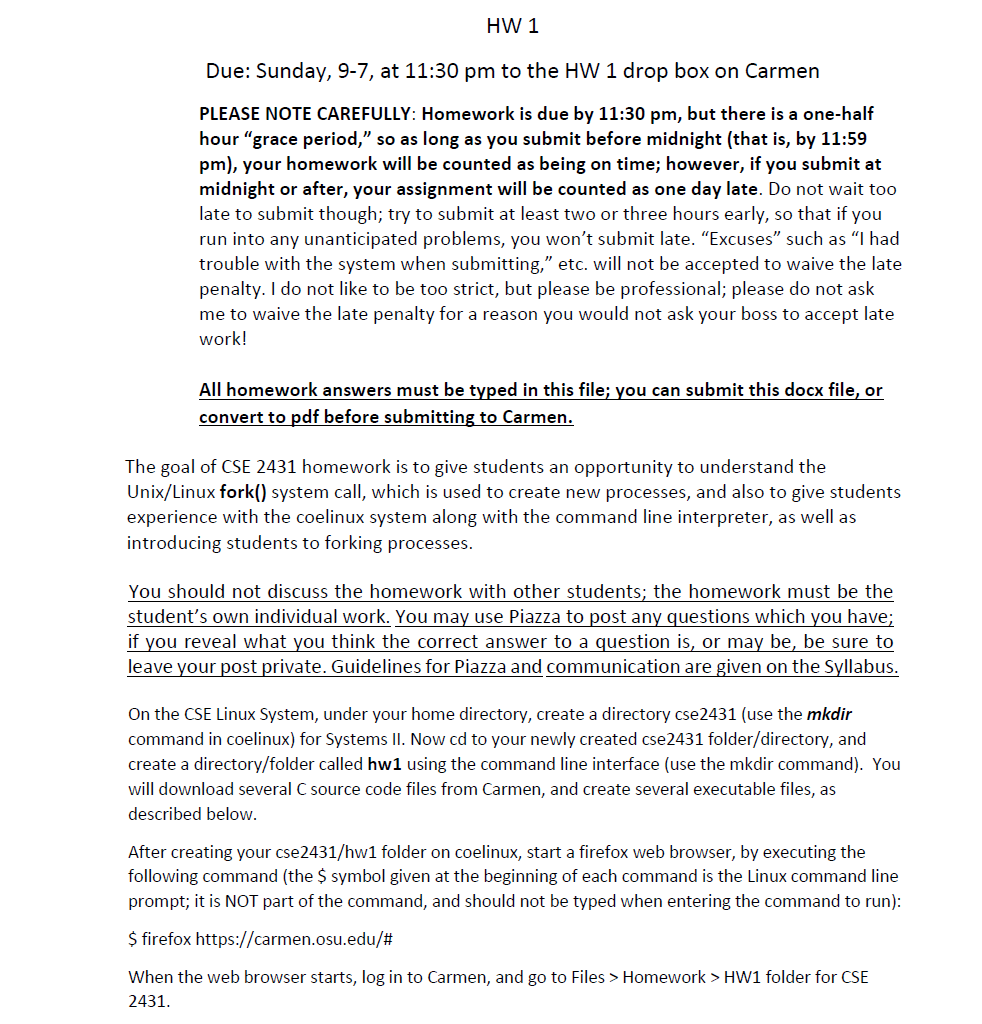 HW 1
Due: Sunday, 9-7, at 11:30 pm to the HW 1 drop box on Carmen
PLEASE NOTE CAREFULLY: Homework is due by 11:30 pm, but there is a one-half
hour “grace period,” so as long as you submit before midnight (that is, by 11:59
pm), your homework will be counted as being on time; however, if you submit at
midnight or after, your assignment will be counted as one day late. Do not wait too
late to submit though; try to submit at least two or three hours early, so that if you
run into any unanticipated problems, you won’t submit late. “Excuses” such as “I had
trouble with the system when submitting,” etc. will not be accepted to waive the late
penalty. I do not like to be too strict, but please be professional; please do not ask
me to waive the late penalty for a reason you would not ask your boss to accept late
work!
All homework answers must be typed in this file; you can submit this docx file, or
convert to pdf before submitting to Carmen.
The goal of CSE 2431 homework is to give students an opportunity to understand the
Unix/Linux fork() system call, which is used to create new processes, and also to give students
experience with the coelinux system along with the command line interpreter, as well as
introducing students to forking processes.
You should not discuss the homework with other students; the homework must be the
student’s own individual work. You may use Piazza to post any questions which you have;
if you reveal what you think the correct answer to a question is, or may be, be sure to
leave your post private. Guidelines for Piazza and communication are given on the Syllabus.
On the CSE Linux System, under your home directory, create a directory cse2431 (use the mkdir
command in coelinux) for Systems II. Now cd to your newly created cse2431 folder/directory, and
create a directory/folder called hw1 using the command line interface (use the mkdir command). You
will download several C source code files from Carmen, and create several executable files, as
described below.
After creating your cse2431/hw1 folder on coelinux, start a firefox web browser, by executing the
following command (the $ symbol given at the beginning of each command is the Linux command line
prompt; it is NOT part of the command, and should not be typed when entering the command to run):
$ firefox https://carmen.osu.edu/#
When the web browser starts, log in to Carmen, and go to Files > Homework > HW1 folder for CSE
2431.